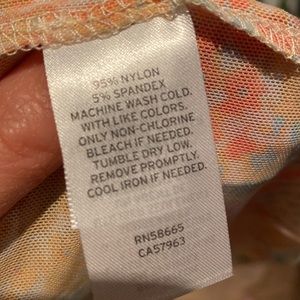 95% NYLON
5% SPANDEX
MACHINE WASH COLD.
WITH LIKE COLORS.
ONLY NON-CHLORINE
BLEACH IF NEEDED.
TUMBLE DRY LOW.
REMOVE PROMPTLY.
COOL IRON IF NEEDED.
RN58665
CA57963